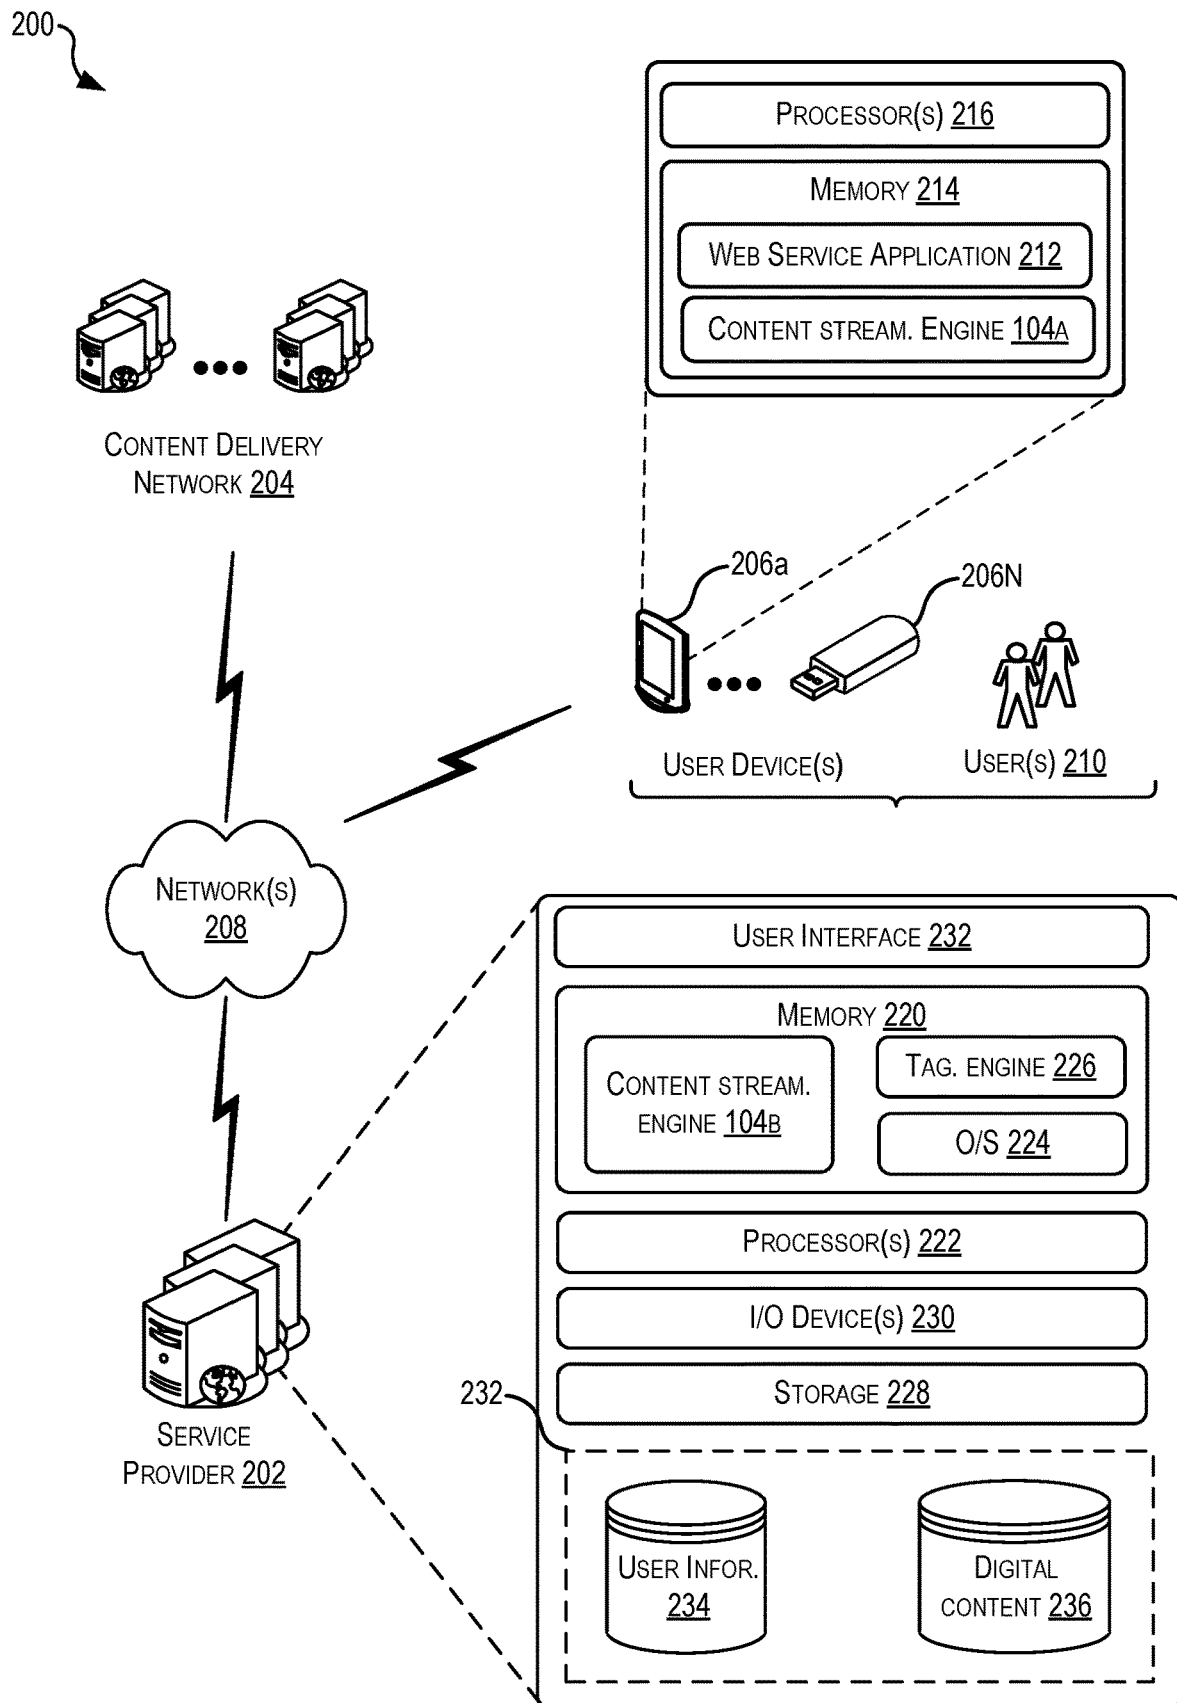 200
PROCESSOR(S) 216
MEMORY 214
WEB SERVICE APPLICATION 212
CONTENT STREAM. ENGINE 104A
CONTENT DELIVERY
NETWORK 204
206a
206N
USER DEVICE(S)
USER(S) 210
NETWORK(S)
208
USER INTERFACE 232
MEMORY 220
CONTENT STREAM.
ENGINE 104B
TAG. ENGINE 226
O/S 224
PROCESSOR(S) 222
I/O DEVICE(S) 230
STORAGE 228
232
SERVICE
PROVIDER 202
USER INFOR.
234
DIGITAL
CONTENT 236